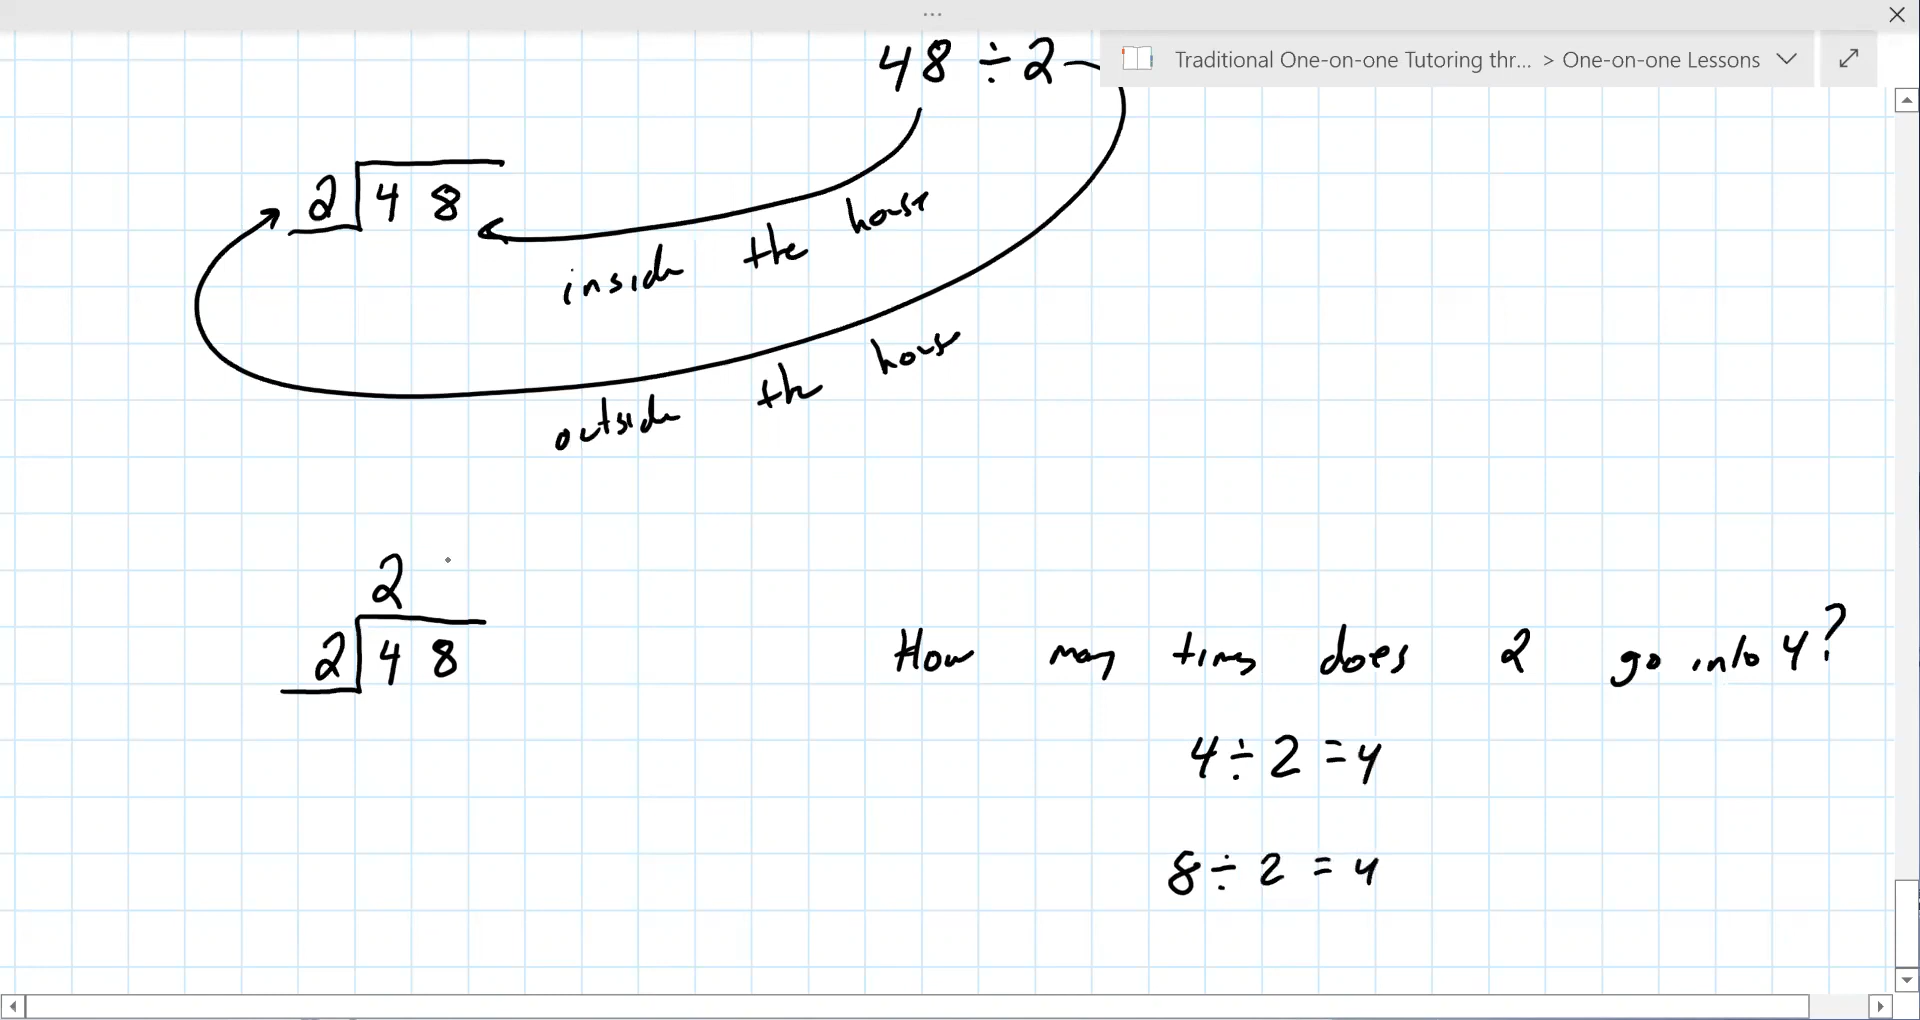 48 ÷ 2
Traditional One-on-one Tutoring thr... > One-on-one Lessons
2 4 8
inside the house
outside the house
2
2 4 8
How many times does 2 go into 4?
4 ÷ 2 = 4
8 ÷ 2 = 4